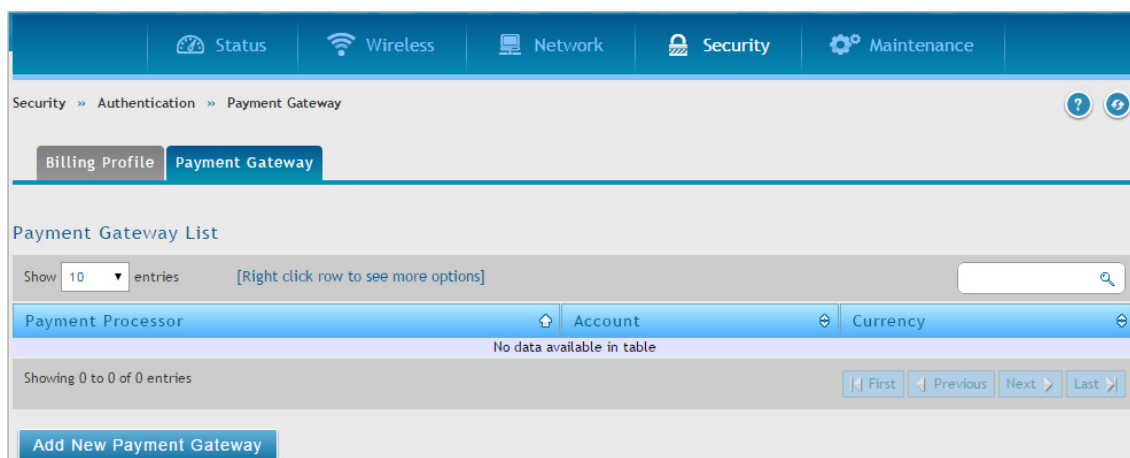 Status Wireless Network Security Maintenance
Security » Authentication » Payment Gateway
Billing Profile Payment Gateway
Payment Gateway List
Show 10 entries [Right click row to see more options]
Payment Processor Account Currency
No data available in table
Showing 0 to 0 of 0 entries First Previous Next Last
Add New Payment Gateway